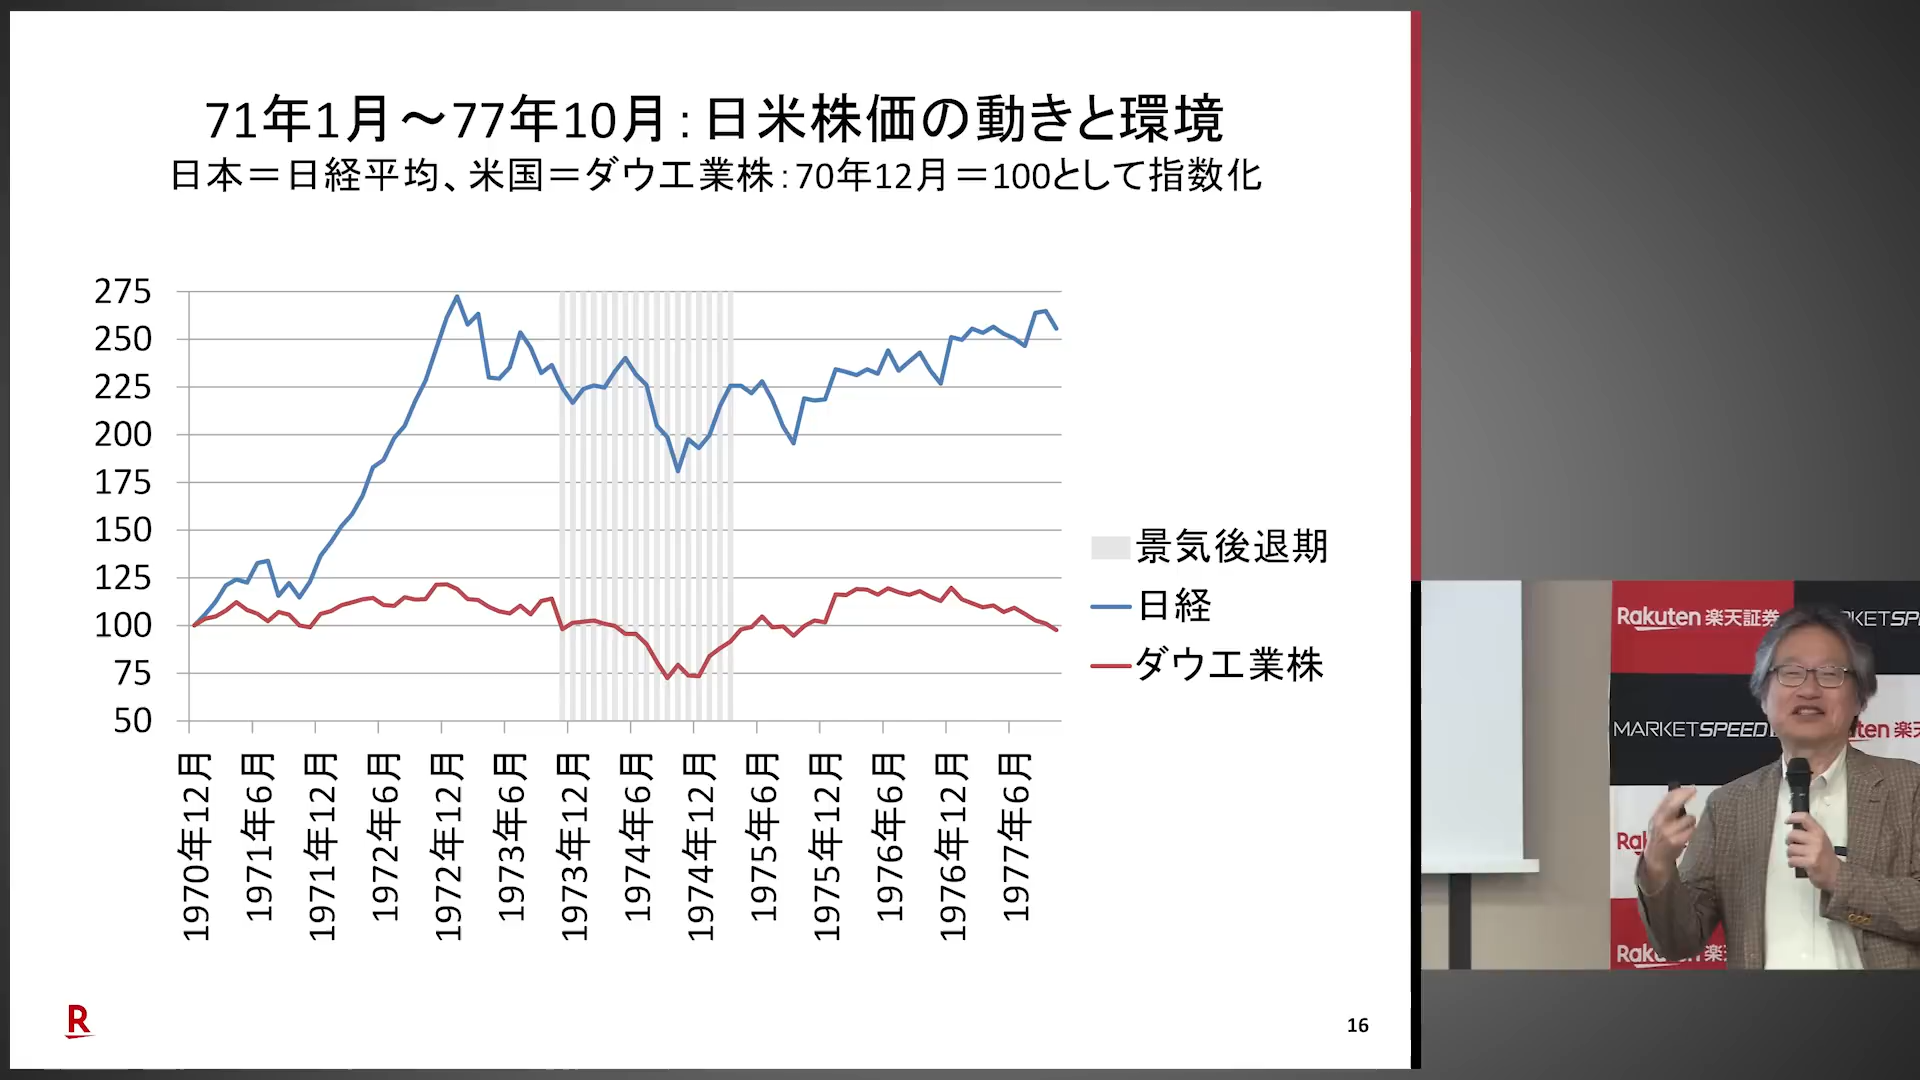 71年1月～77年10月：日米株価の動きと環境
日本＝日経平均、米国＝ダウ工業株：70年12月＝100として指数化
275
250
225
200
175
150
125
100
75
50
景気後退期
日経
ダウ工業株
1970年12月
1971年6月
1971年12月
1972年6月
1972年12月
1973年6月
1973年12月
1974年6月
1974年12月
1975年6月
1975年12月
1976年6月
1976年12月
1977年6月
R
16
Rakuten 楽天証券
MARKETSPEED